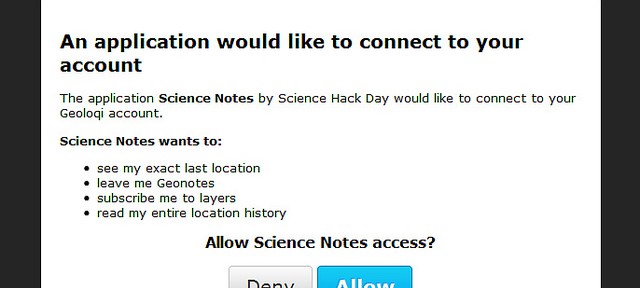 An application would like to connect to your
account
The application Science Notes by Science Hack Day would like to connect to your
Geoloqi account.
Science Notes wants to:
• see my exact last location
• leave me Geonotes
• subscribe me to layers
• read my entire location history
Allow Science Notes access?
Deny Allow